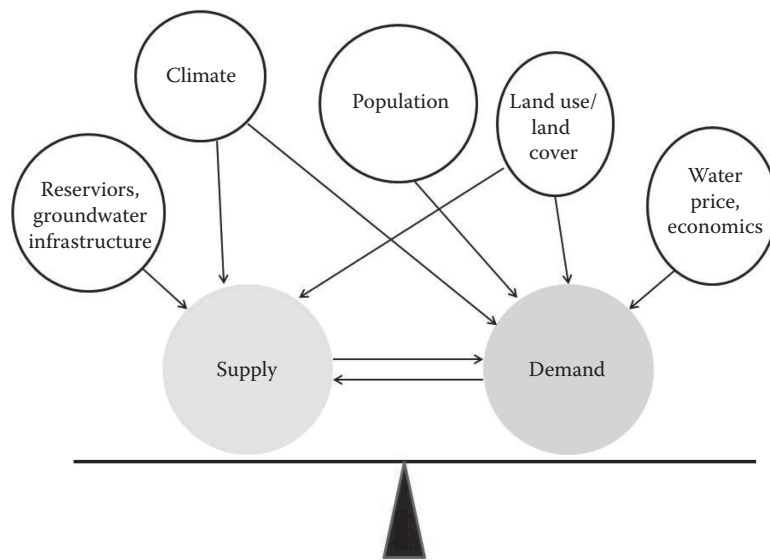 Climate
Population
Land use/
land
cover
Reserviors,
groundwater
infrastructure
Water
price,
economics
Supply
Demand